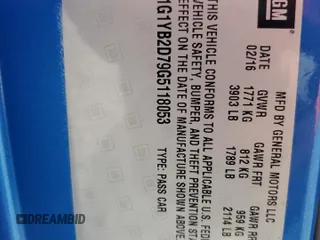 GM
MFD BY GENERAL MOTORS LLC
DATE GVWR GAWR FRT GAWR RR
02/16 1771 KG 812 KG 959 KG
3903 LB 1789 LB 2114 LB
THIS VEHICLE CONFORMS TO ALL APPLICABLE U.S. FED
VEHICLE SAFETY, BUMPER, AND THEFT PREVENTION STA
EFFECT ON THE DATE OF MANUFACTURE SHOWN ABOVE
1G1YB2D79G5118053 TYPE: PASS CAR
DREAMBID